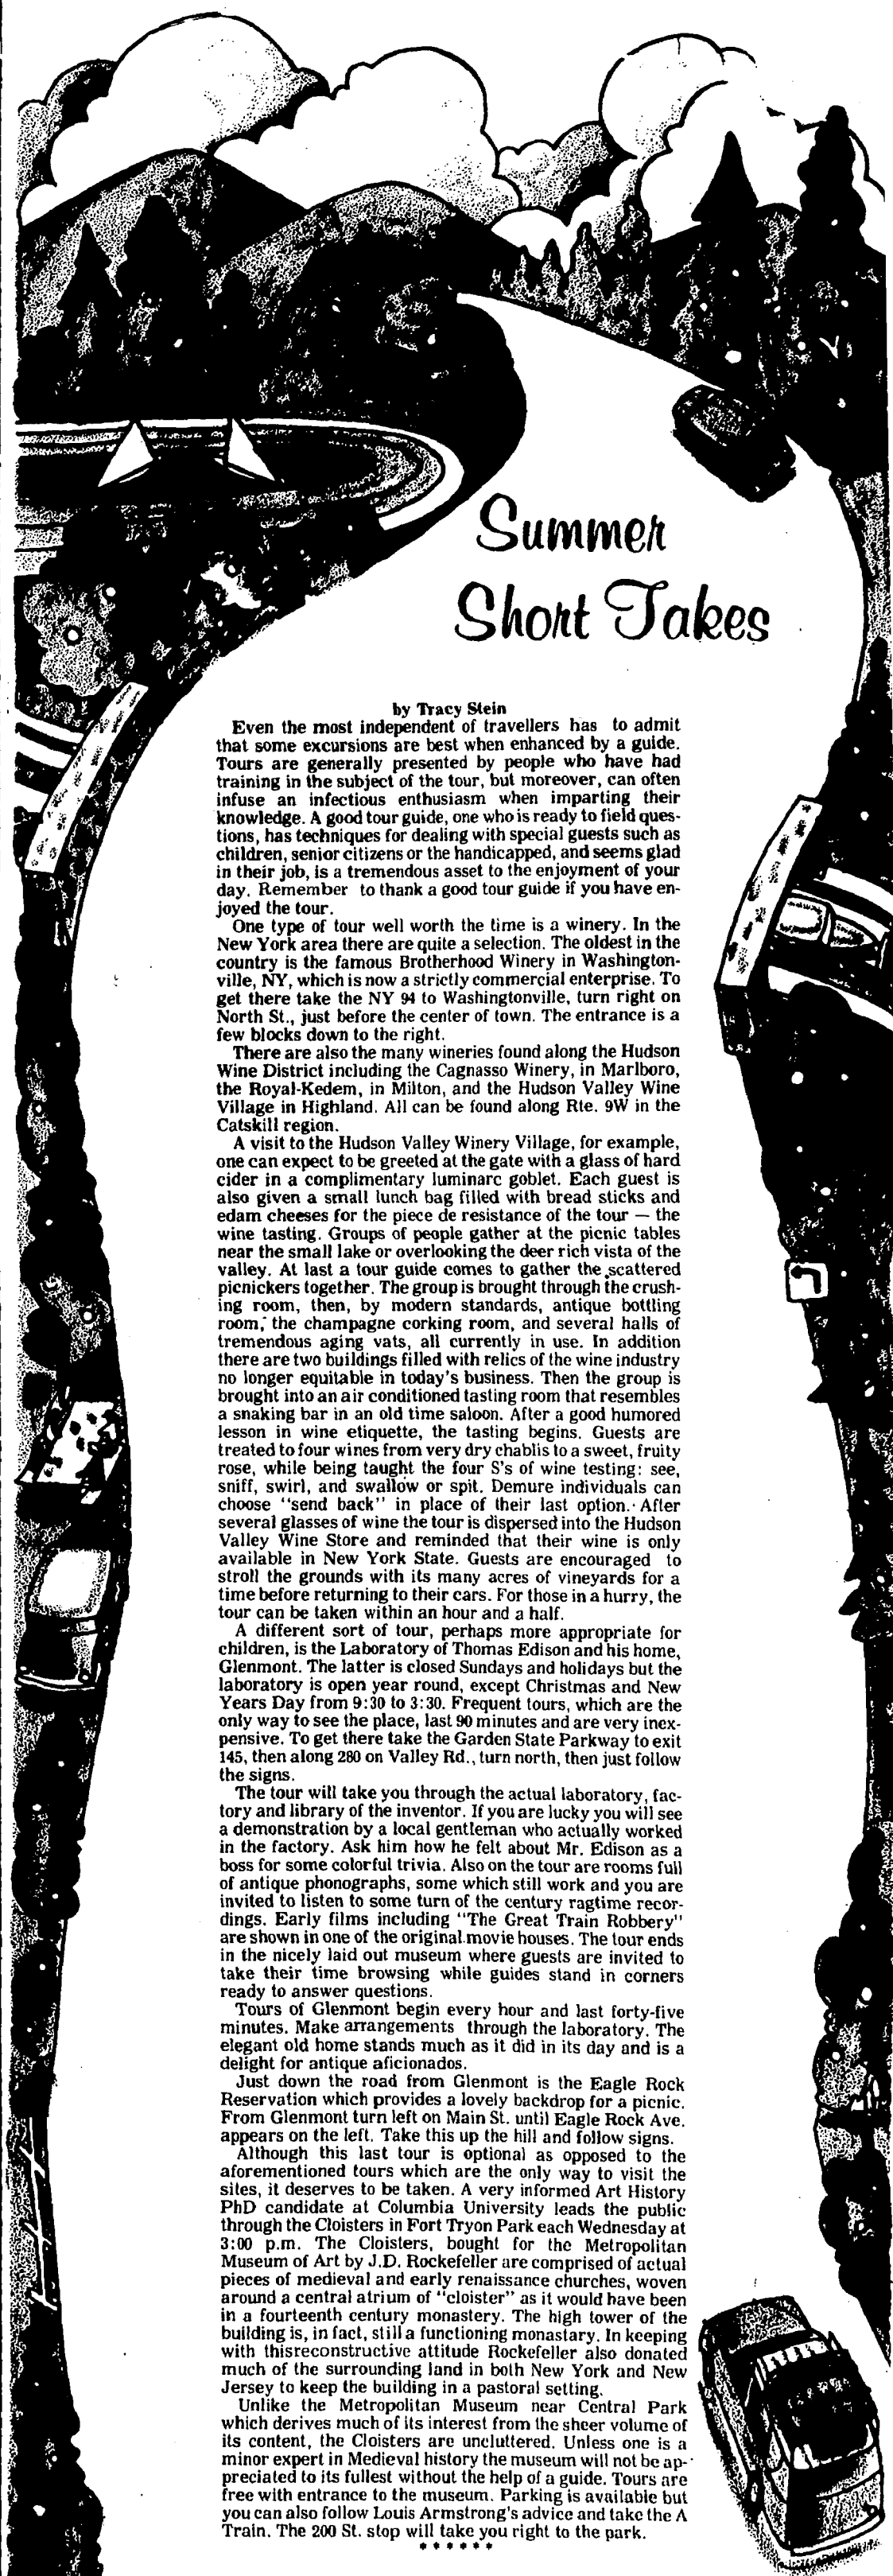 Summer
Short Takes
by Tracy Stein
Even the most independent of travellers has to admit
that some excursions are best when enhanced by a guide.
Tours are generally presented by people who have had
training in the subject of the tour, but moreover, can often
infuse an infectious enthusiasm when imparting their
knowledge. A good tour guide, one who is ready to field ques-
tions, has techniques for dealing with special guests such as
children, senior citizens or the handicapped, and seems glad
in their job, is a tremendous asset to the enjoyment of your
day. Remember to thank a good tour guide if you have en-
joyed the tour.
One type of tour well worth the time is a winery. In the
New York area there are quite a selection. The oldest in the
country is the famous Brotherhood Winery in Washington-
ville, NY, which is now a strictly commercial enterprise. To
get there take the NY 94 to Washingtonville, turn right on
North St., just before the center of town. The entrance is a
few blocks down to the right.
There are also the many wineries found along the Hudson
Wine District including the Cagnasso Winery, in Marlboro,
the Royal-Kedem, in Milton, and the Hudson Valley Wine
Village in Highland. All can be found along Rte. 9W in the
Catskill region.
A visit to the Hudson Valley Winery Village, for example,
one can expect to be greeted at the gate with a glass of hard
cider in a complimentary luminarc goblet. Each guest is
also given a small lunch bag filled with bread sticks and
edam cheeses for the piece de resistance of the tour — the
wine tasting. Groups of people gather at the picnic tables
near the small lake or overlooking the deer rich vista of the
valley. At last a tour guide comes to gather the scattered
picnickers together. The group is brought through the crush-
ing room, then, by modern standards, antique bottling
room, the champagne corking room, and several halls of
tremendous aging vats, all currently in use. In addition
there are two buildings filled with relics of the wine industry
no longer equitable in today's business. Then the group is
brought into an air conditioned tasting room that resembles
a snaking bar in an old time saloon. After a good humored
lesson in wine etiquette, the tasting begins. Guests are
treated to four wines from very dry chablis to a sweet, fruity
rose, while being taught the four S's of wine testing: see,
sniff, swirl, and swallow or spit. Demure individuals can
choose "send back" in place of their last option. After
several glasses of wine the tour is dispersed into the Hudson
Valley Wine Store and reminded that their wine is only
available in New York State. Guests are encouraged to
stroll the grounds with its many acres of vineyards for a
time before returning to their cars. For those in a hurry, the
tour can be taken within an hour and a half.
A different sort of tour, perhaps more appropriate for
children, is the Laboratory of Thomas Edison and his home,
Glenmont. The latter is closed Sundays and holidays but the
laboratory is open year round, except Christmas and New
Years Day from 9:30 to 3:30. Frequent tours, which are the
only way to see the place, last 90 minutes and are very inex-
pensive. To get there take the Garden State Parkway to exit
145, then along 280 on Valley Rd., turn north, then just follow
the signs.
The tour will take you through the actual laboratory, fac-
tory and library of the inventor. If you are lucky you will see
a demonstration by a local gentleman who actually worked
in the factory. Ask him how he felt about Mr. Edison as a
boss for some colorful trivia. Also on the tour are rooms full
of antique phonographs, some which still work and you are
invited to listen to some turn of the century ragtime recor-
dings. Early films including "The Great Train Robbery"
are shown in one of the original movie houses. The tour ends
in the nicely laid out museum where guests are invited to
take their time browsing while guides stand in corners
ready to answer questions.
Tours of Glenmont begin every hour and last forty-five
minutes. Make arrangements through the laboratory. The
elegant old home stands much as it did in its day and is a
delight for antique aficionados.
Just down the road from Glenmont is the Eagle Rock
Reservation which provides a lovely backdrop for a picnic.
From Glenmont turn left on Main St. until Eagle Rock Ave.
appears on the left. Take this up the hill and follow signs.
Although this last tour is optional as opposed to the
aforementioned tours which are the only way to visit the
sites, it deserves to be taken. A very informed Art History
PhD candidate at Columbia University leads the public
through the Cloisters in Fort Tryon Park each Wednesday at
3:00 p.m. The Cloisters, bought for the Metropolitan
Museum of Art by J.D. Rockefeller are comprised of actual
pieces of medieval and early renaissance churches, woven
around a central atrium of "cloister" as it would have been
in a fourteenth century monastery. The high tower of the
building is, in fact, still a functioning monastary. In keeping
with thisreconstructive attitude Rockefeller also donated
much of the surrounding land in both New York and New
Jersey to keep the building in a pastoral setting.
Unlike the Metropolitan Museum near Central Park
which derives much of its interest from the sheer volume of
its content, the Cloisters are uncluttered. Unless one is a
minor expert in Medieval history the museum will not be ap-
preciated to its fullest without the help of a guide. Tours are
free with entrance to the museum. Parking is available but
you can also follow Louis Armstrong's advice and take the A
Train. The 200 St. stop will take you right to the park.
* * * * * *